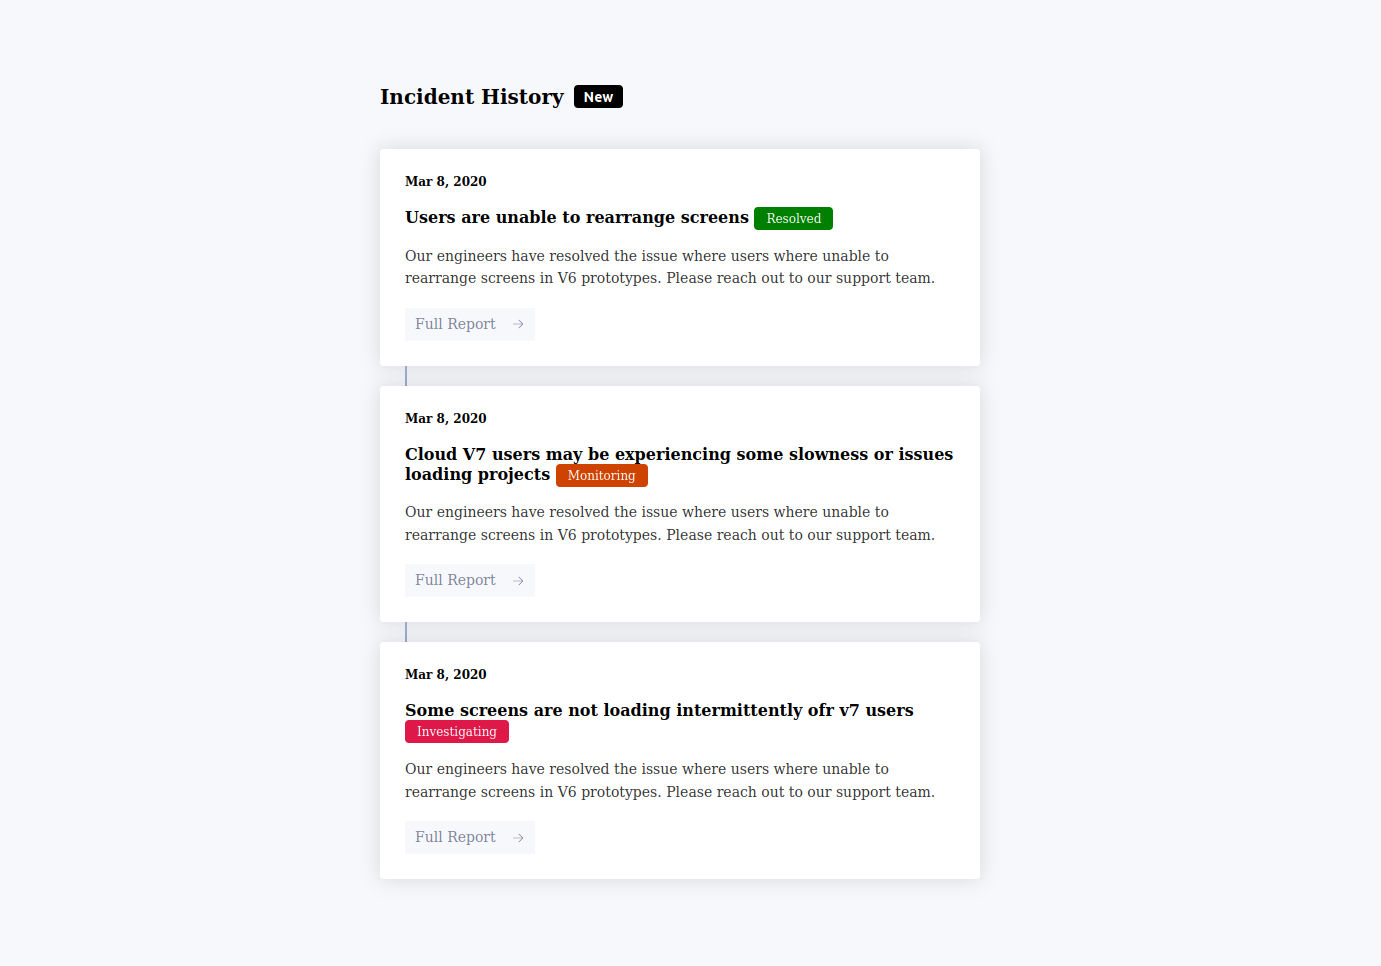 Incident History New
Mar 8, 2020
Users are unable to rearrange screens Resolved
Our engineers have resolved the issue where users where unable to
rearrange screens in V6 prototypes. Please reach out to our support team.
Full Report →
Mar 8, 2020
Cloud V7 users may be experiencing some slowness or issues
loading projects Monitoring
Our engineers have resolved the issue where users where unable to
rearrange screens in V6 prototypes. Please reach out to our support team.
Full Report →
Mar 8, 2020
Some screens are not loading intermittently ofr v7 users
Investigating
Our engineers have resolved the issue where users where unable to
rearrange screens in V6 prototypes. Please reach out to our support team.
Full Report →